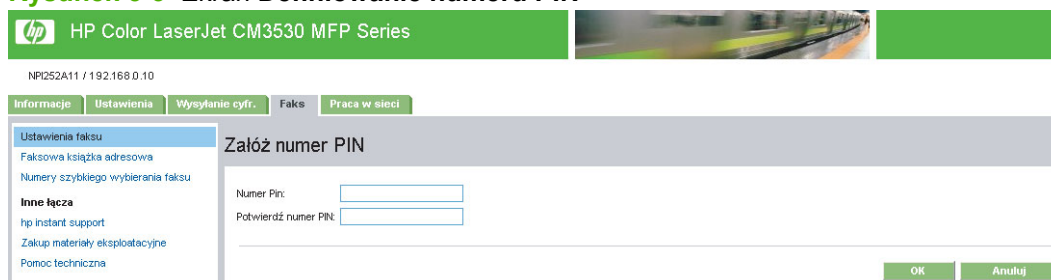 hp HP Color LaserJet CM3530 MFP Series
NPI252A11 / 192.168.0.10
Informacje Ustawienia Wysyłanie cyfr. Faks Praca w sieci
Ustawienia faksu
Faksowa książka adresowa
Numery szybkiego wybierania faksu
Inne łącza
hp instant support
Zakup materiały eksploatacyjne
Pomoc techniczna
Załóż numer PIN
Numer Pin:
Potwierdź numer PIN:
OK Anuluj